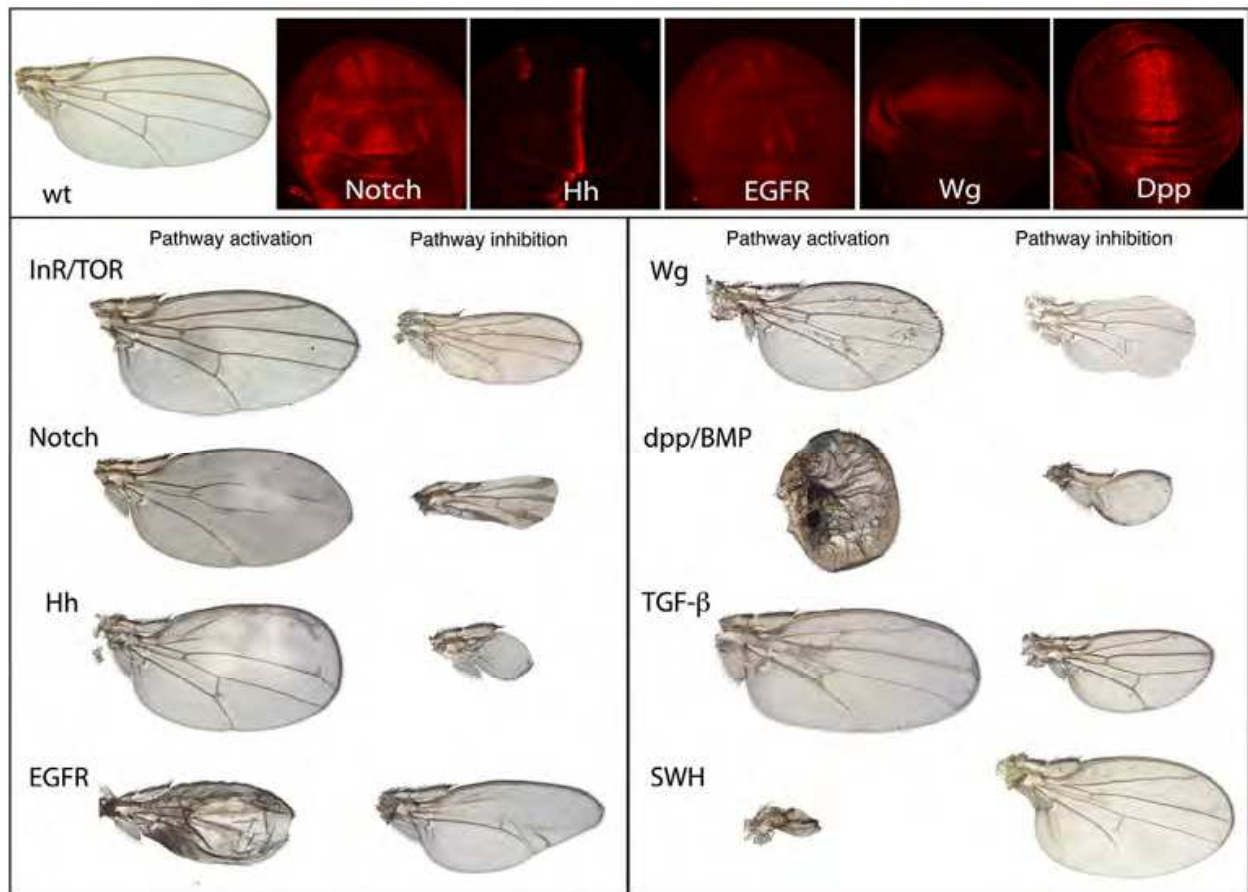 wt
Notch
Hh
EGFR
Wg
Dpp
Pathway activation Pathway inhibition
InR/TOR
Notch
Hh
EGFR
Pathway activation Pathway inhibition
Wg
dpp/BMP
TGF-β
SWH